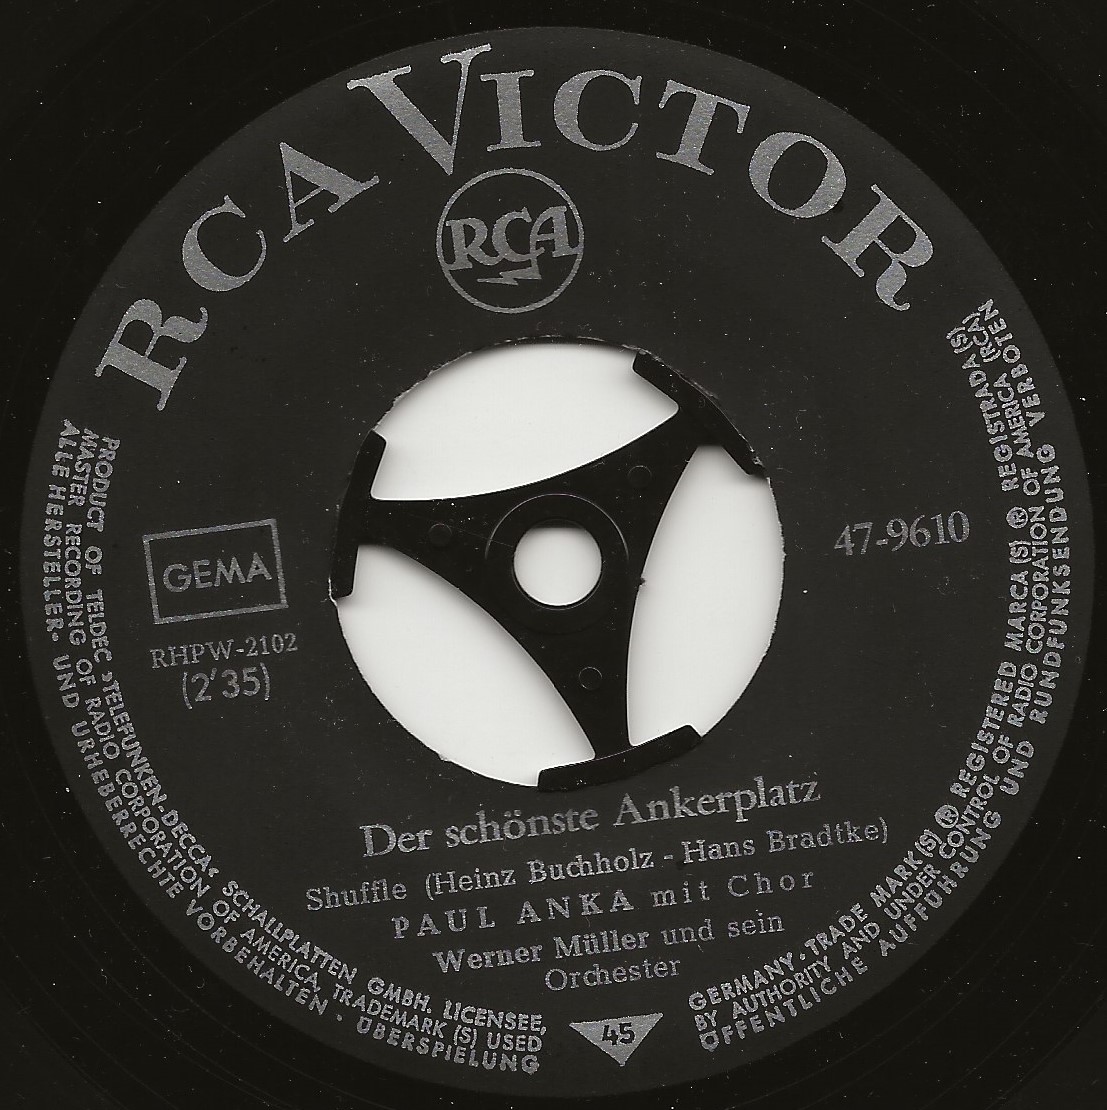 RCA VICTOR
RCA
GEMA
47-9610
RHPW-2102
(2'35)
Der schönste Ankerplatz
Shuffle (Heinz Buchholz - Hans Bradtke)
PAUL ANKA mit Chor
Werner Müller und sein
Orchester
45
PRODUCT OF TELDEC »TELEFUNKEN-DECCA« SCHALLPLATTEN GMBH. LICENSEE,
MASTER RECORDING OF RADIO CORPORATION OF AMERICA, TRADEMARK (S) USED
ALLE HERSTELLER- UND URHEBERRECHTE VORBEHALTEN · ÜBERSPIELUNG
GERMANY · TRADE MARK(S) ® REGISTERED MARCA(S) ® REGISTRADA(S)
BY AUTHORITY AND UNDER CONTROL OF RADIO CORPORATION OF AMERICA (RCA)
ÖFFENTLICHE AUFFÜHRUNG UND RUNDFUNKSENDUNG VERBOTEN